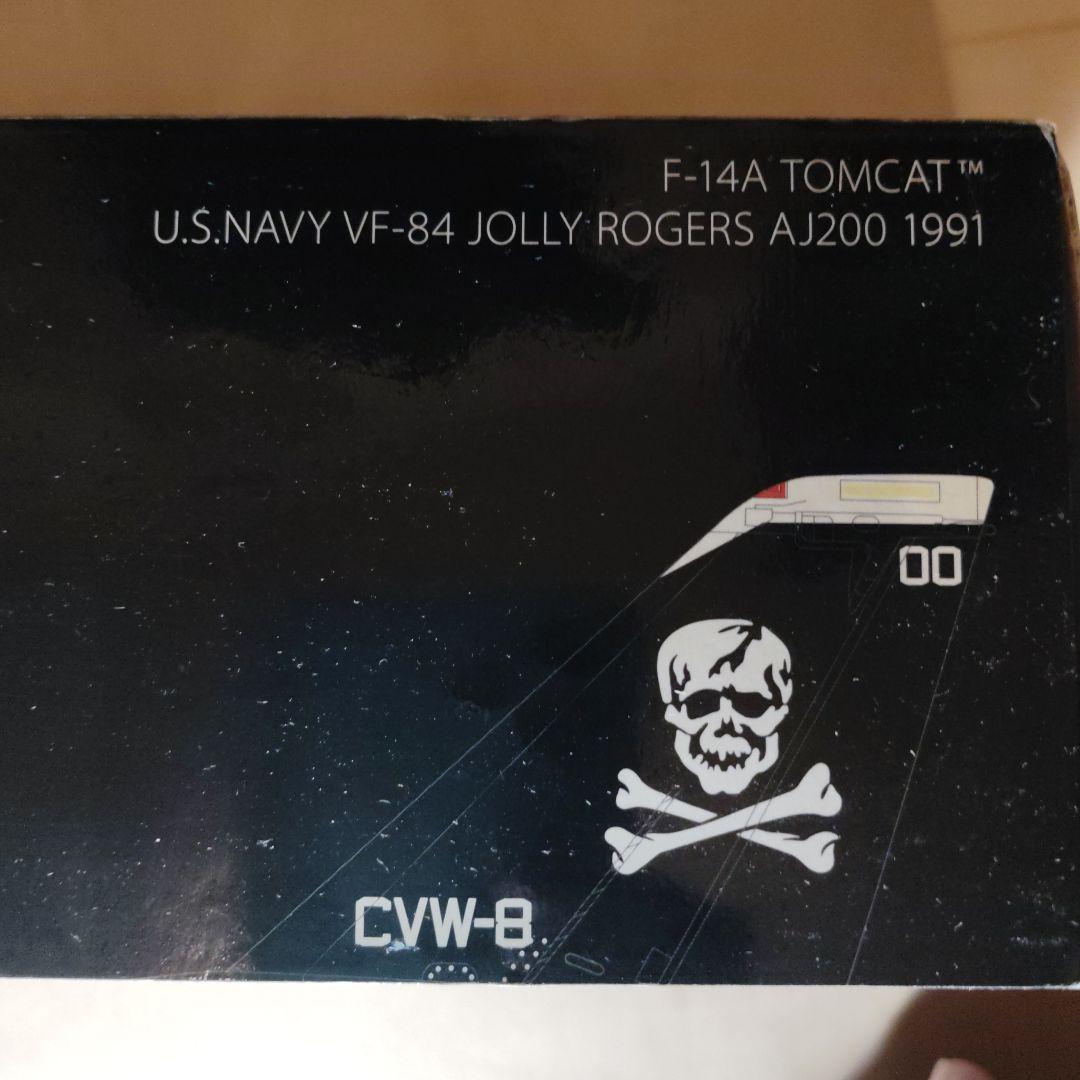 F-14A TOMCAT™
U.S.NAVY VF-84 JOLLY ROGERS AJ200 1991
00
CVW-8